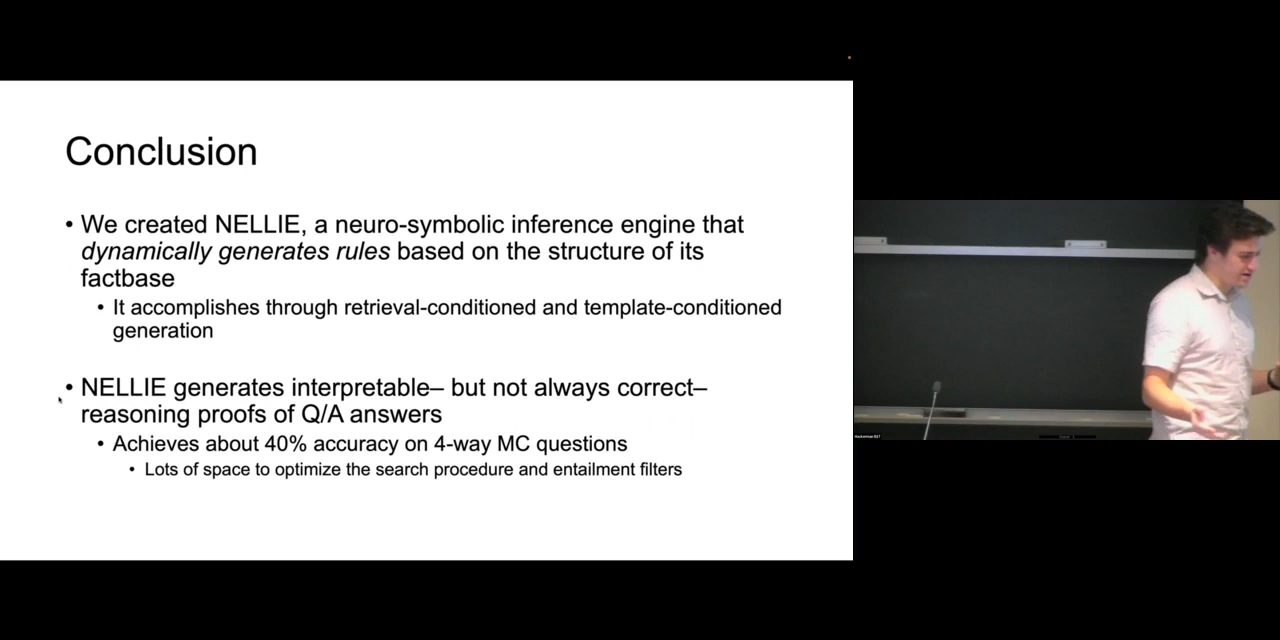 Conclusion
• We created NELLIE, a neuro-symbolic inference engine that
dynamically generates rules based on the structure of its
factbase
• It accomplishes through retrieval-conditioned and template-conditioned
generation
• NELLIE generates interpretable– but not always correct–
reasoning proofs of Q/A answers
• Achieves about 40% accuracy on 4-way MC questions
• Lots of space to optimize the search procedure and entailment filters